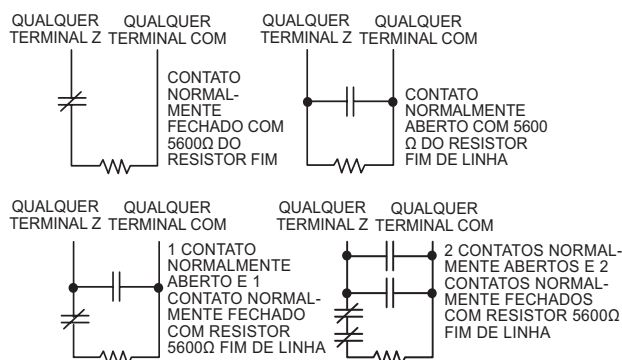 QUALQUER QUALQUER
TERMINAL Z TERMINAL COM
CONTATO
NORMAL-
MENTE
FECHADO COM
5600Ω DO
RESISTOR FIM
QUALQUER QUALQUER
TERMINAL Z TERMINAL COM
CONTATO
NORMALMENTE
ABERTO COM 5600
Ω DO RESISTOR
FIM DE LINHA
QUALQUER QUALQUER
TERMINAL Z TERMINAL COM
1 CONTATO
NORMALMENTE
ABERTO E 1
CONTATO NORMAL-
MENTE FECHADO
COM RESISTOR
5600Ω FIM DE LINHA
QUALQUER QUALQUER
TERMINAL Z TERMINAL COM
2 CONTATOS NORMAL-
MENTE ABERTOS E 2
CONTATOS NORMAL-
MENTE FECHADOS
COM RESISTOR 5600Ω
FIM DE LINHA